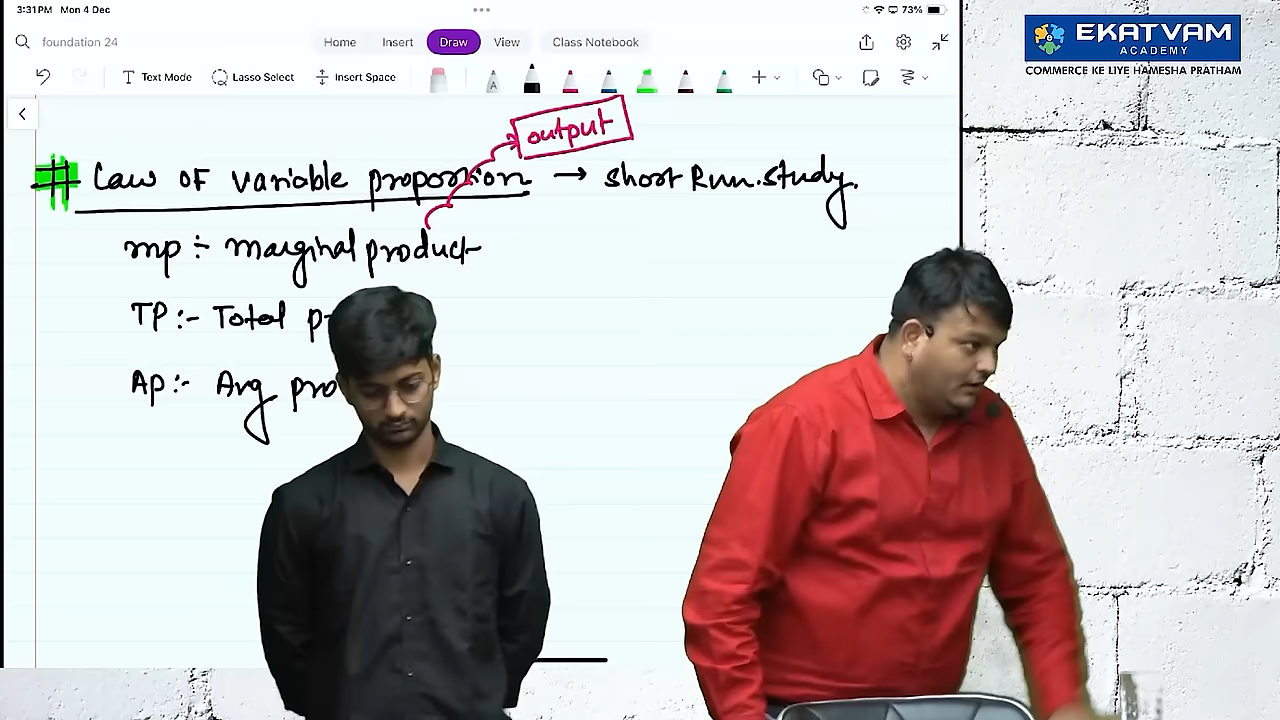 3:31PM Mon 4 Dec
73%
foundation 24
Home Insert Draw View Class Notebook
Text Mode Lasso Select Insert Space
EKATVAM
ACADEMY
COMMERCE KE LIYE HAMESHA PRATHAM
output
# Law OF variable proportion → short Run.study.
mp :- marginal product
TP:- Total p
AP:- Avg pro